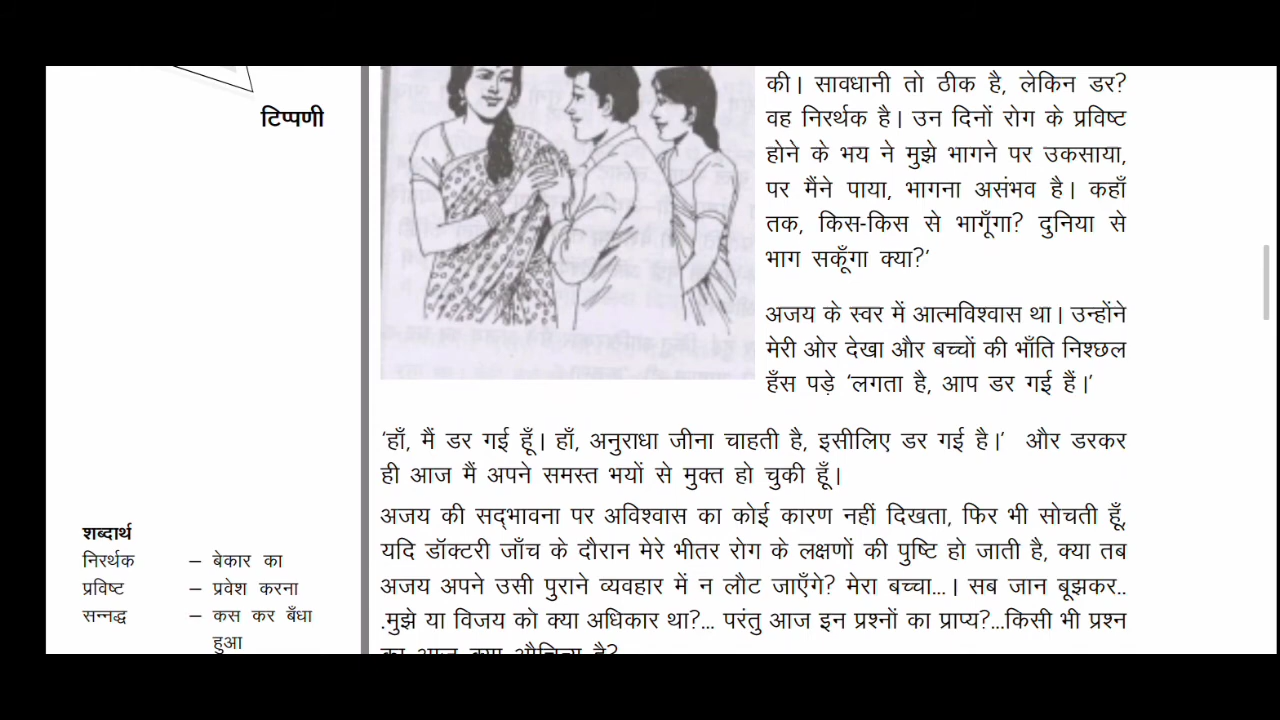 टिप्पणी
की। सावधानी तो ठीक है, लेकिन डर?
वह निरर्थक है। उन दिनों रोग के प्रविष्ट
होने के भय ने मुझे भागने पर उकसाया,
पर मैंने पाया, भागना असंभव है। कहाँ
तक, किस-किस से भागूँगा? दुनिया से
भाग सकूँगा क्या?’
अजय के स्वर में आत्मविश्वास था। उन्होंने
मेरी ओर देखा और बच्चों की भाँति निश्छल
हँस पड़े ‘लगता है, आप डर गई हैं।’
‘हाँ, मैं डर गई हूँ। हाँ, अनुराधा जीना चाहती है, इसीलिए डर गई है।’ और डरकर
ही आज मैं अपने समस्त भयों से मुक्त हो चुकी हूँ।
अजय की सद्‌भावना पर अविश्वास का कोई कारण नहीं दिखता, फिर भी सोचती हूँ,
यदि डॉक्टरी जाँच के दौरान मेरे भीतर रोग के लक्षणों की पुष्टि हो जाती है, क्या तब
अजय अपने उसी पुराने व्यवहार में न लौट जाएँगे? मेरा बच्चा...। सब जान बूझकर..
.मुझे या विजय को क्या अधिकार था?... परंतु आज इन प्रश्नों का प्राप्य?...किसी भी प्रश्न
का आज क्या औचित्य है?
शब्दार्थ
निरर्थक – बेकार का
प्रविष्ट – प्रवेश करना
सन्नद्ध – कस कर बँधा
हुआ